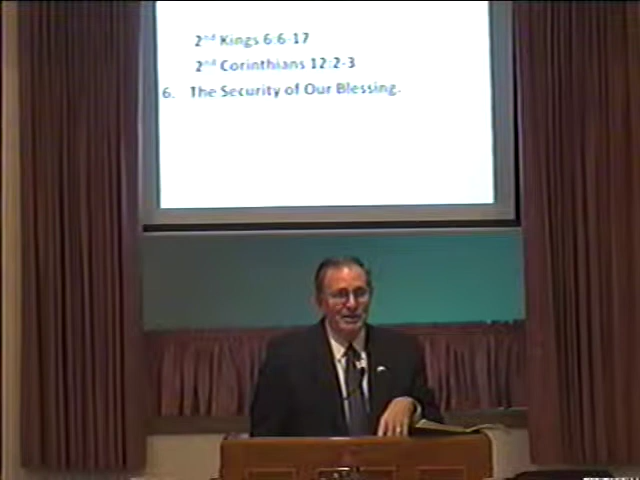 2nd Kings 6:6-17
2nd Corinthians 12:2-3
6. The Security of Our Blessing.